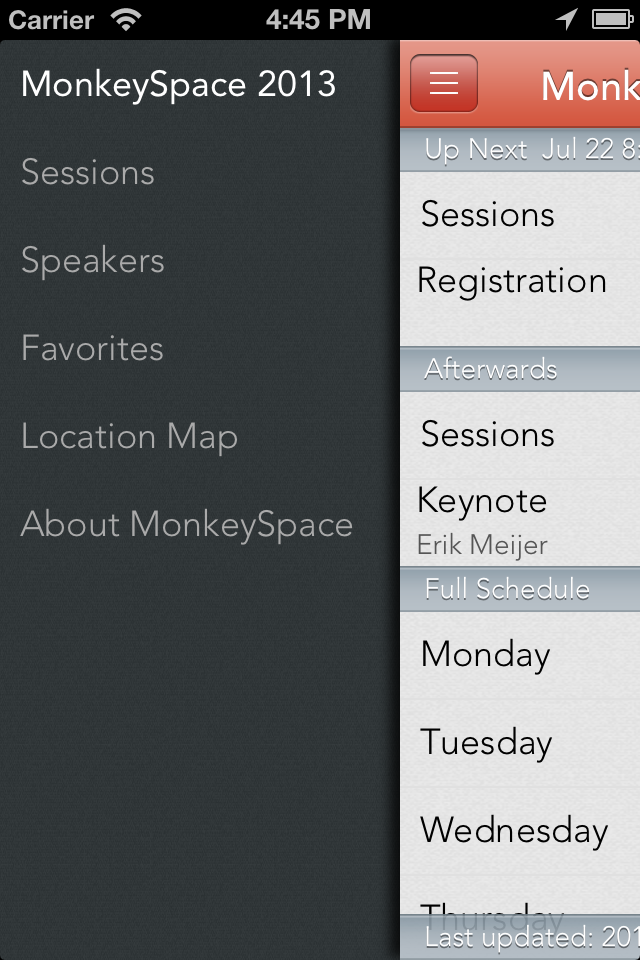 Carrier 4:45 PM
MonkeySpace 2013
Sessions
Speakers
Favorites
Location Map
About MonkeySpace
Monk
Up Next Jul 22 8:
Sessions
Registration
Afterwards
Sessions
Keynote
Erik Meijer
Full Schedule
Monday
Tuesday
Wednesday
Thursday
Last updated: 201